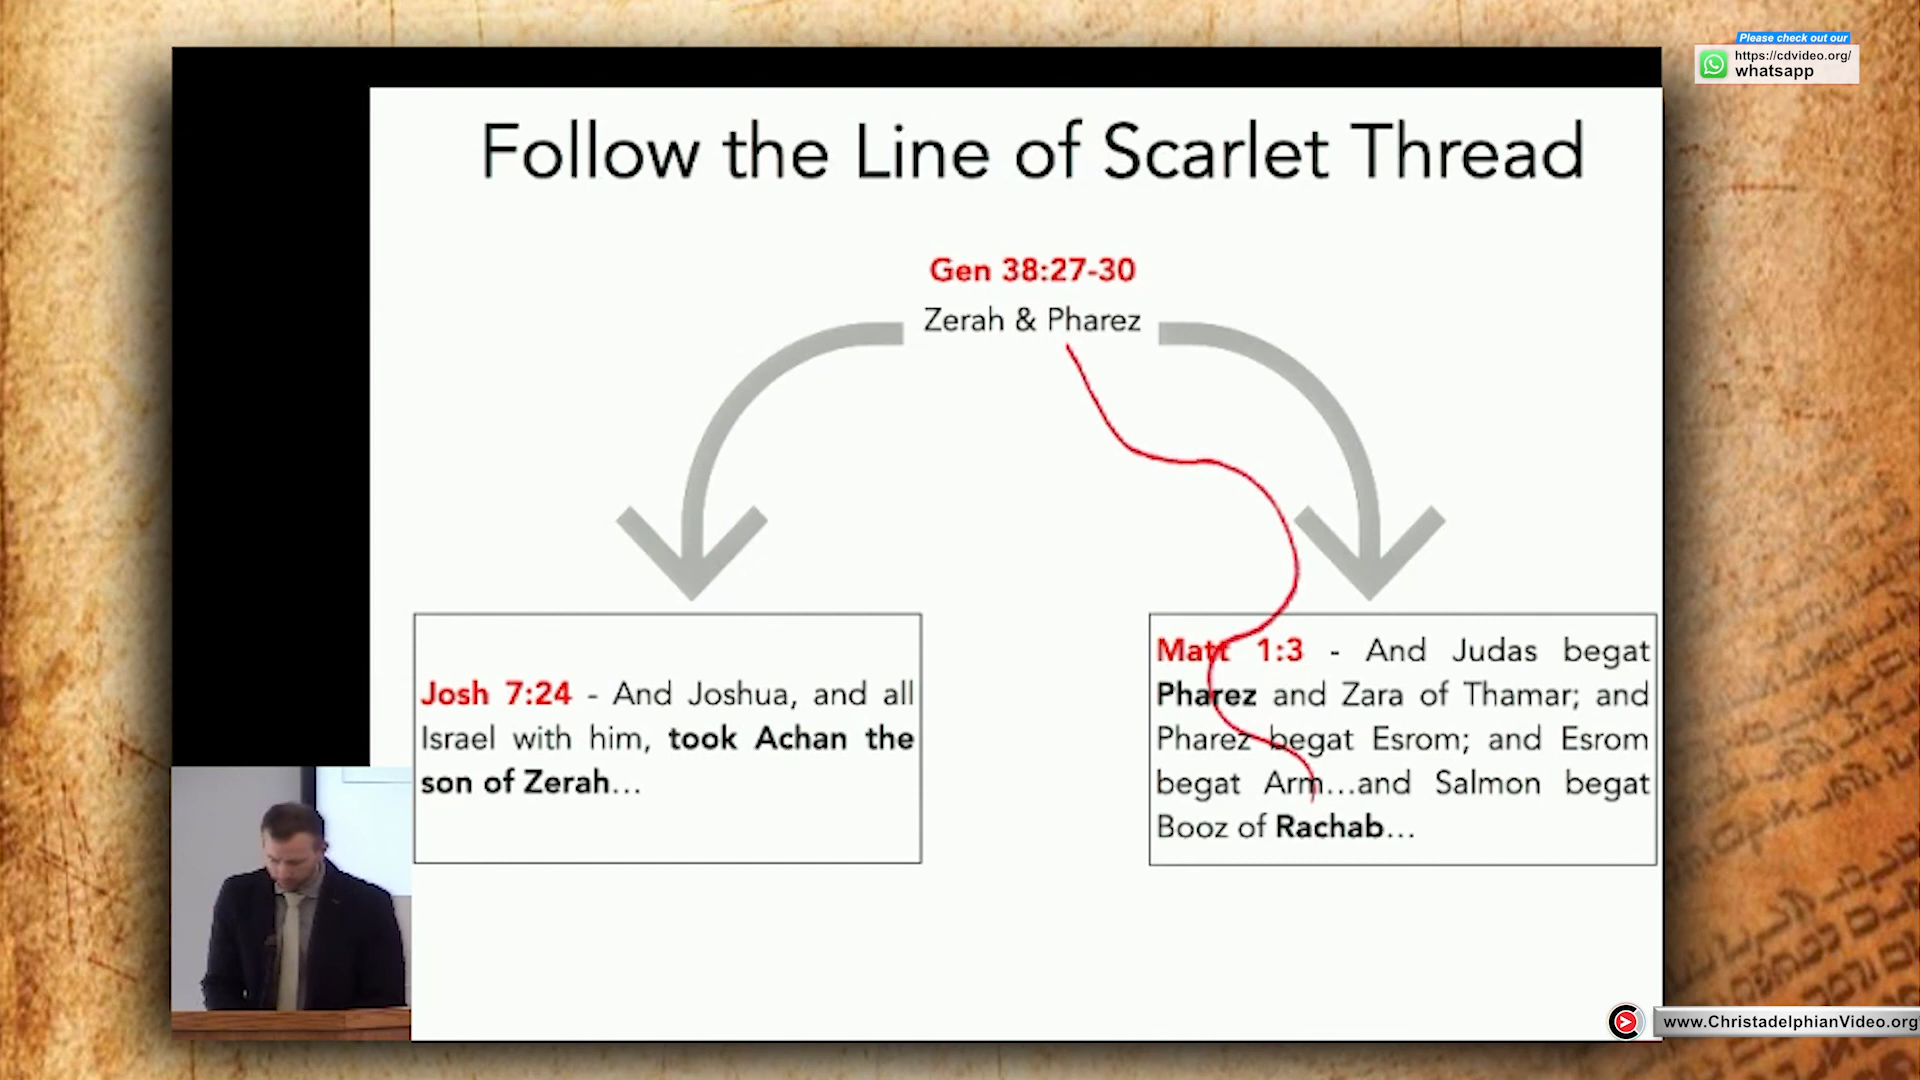 Please check out our
https://cdvideo.org/
whatsapp
Follow the Line of Scarlet Thread
Gen 38:27-30
Zerah & Pharez
Josh 7:24 - And Joshua, and all
Israel with him, took Achan the
son of Zerah...
Matt 1:3 - And Judas begat
Pharez and Zara of Thamar; and
Pharez begat Esrom; and Esrom
begat Arm...and Salmon begat
Booz of Rachab...
www.ChristadelphianVideo.org